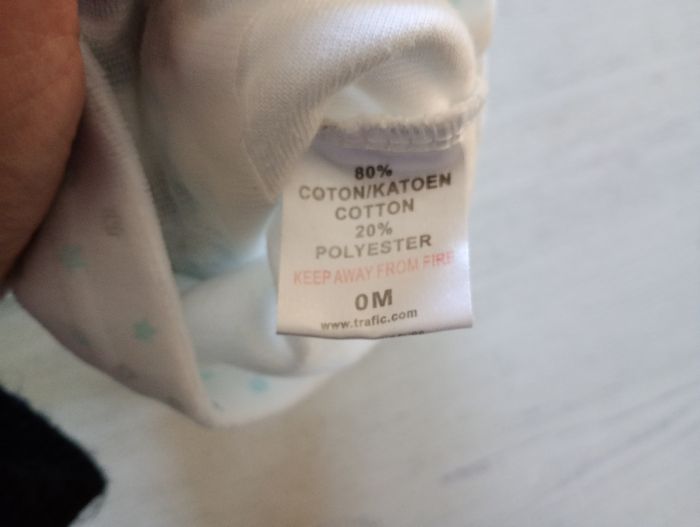 80%
COTON/KATOEN
COTTON
20%
POLYESTER
KEEP AWAY FROM FIRE
0M
www.trafic.com